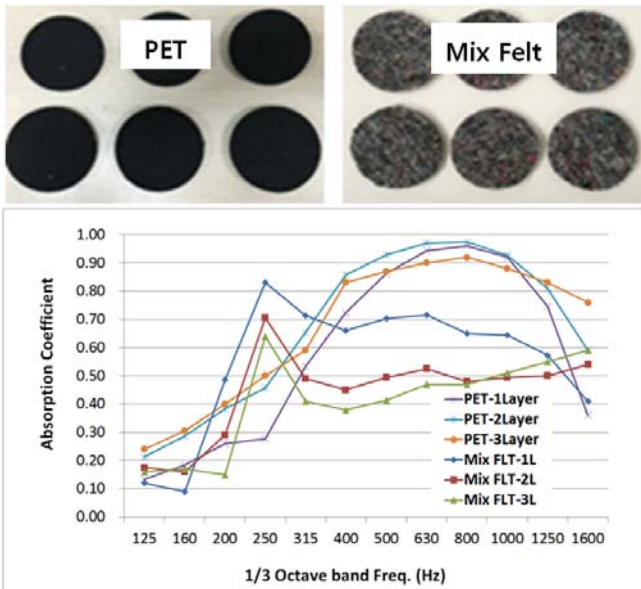 PET
Mix Felt
1.00
0.90
0.80
0.70
0.60
0.50
0.40
0.30
0.20
0.10
0.00
Absorption Coefficient
PET-1Layer
PET-2Layer
PET-3Layer
Mix FLT-1L
Mix FLT-2L
Mix FLT-3L
125 160 200 250 315 400 500 630 800 1000 1250 1600
1/3 Octave band Freq. (Hz)